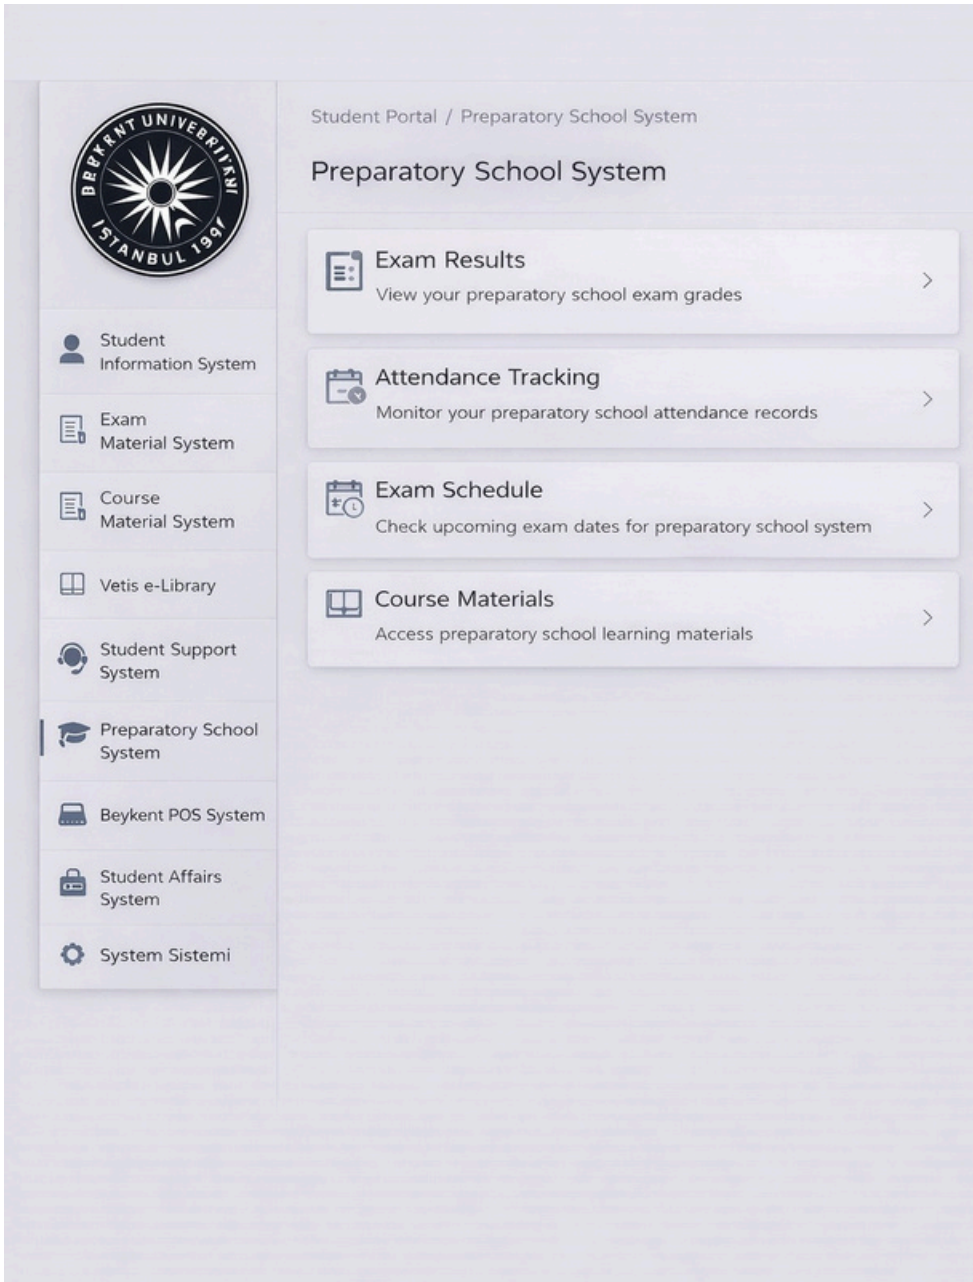 ISTANBUL 199
Student Portal / Preparatory School System
Preparatory School System
Student
Information System
Exam
Material System
Course
Material System
Vetis e-Library
Student Support
System
Preparatory School
System
Beykent POS System
Student Affairs
System
System Sistemi
Exam Results
View your preparatory school exam grades
Attendance Tracking
Monitor your preparatory school attendance records
Exam Schedule
Check upcoming exam dates for preparatory school system
Course Materials
Access preparatory school learning materials